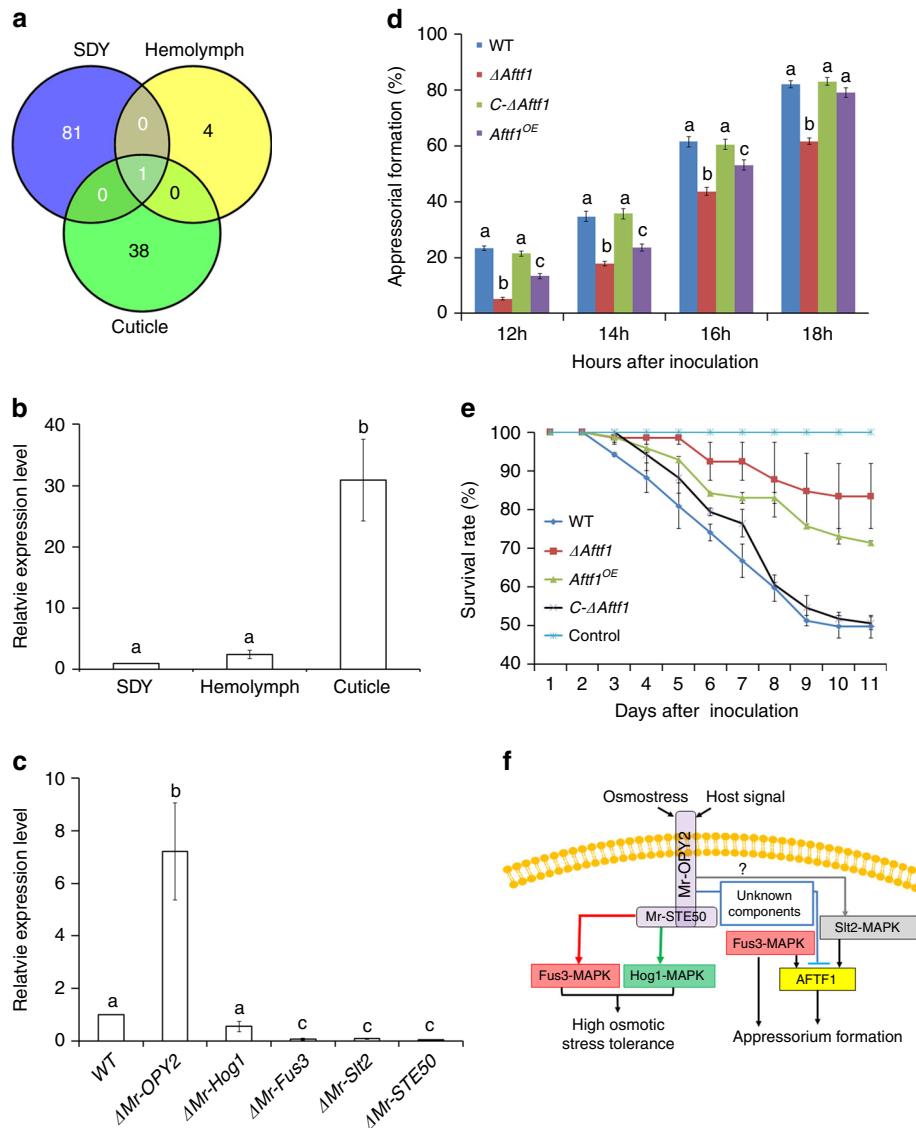 a
SDY
Hemolymph
81
0
4
1
0
0
38
Cuticle
b
Relatvie expression level
40
30
20
10
0
a
a
b
SDY
Hemolymph
Cuticle
c
Relatvie expression level
10
8
6
4
2
0
a
b
a
c
c
c
WT
ΔMr-OPY2
ΔMr-Hog1
ΔMr-Fus3
ΔMr-Slt2
ΔMr-STE50
d
Appressorial formation (%)
100
80
60
40
20
0
WT
ΔAftf1
C-ΔAftf1
Aftf1^OE
a b a c
a b a c
a b a c
a b a a
12h
14h
16h
18h
Hours after inoculation
e
Survival rate (%)
100
90
80
70
60
50
40
WT
ΔAftf1
Aftf1^OE
C-ΔAftf1
Control
1 2 3 4 5 6 7 8 9 10 11
Days after inoculation
f
Osmostress
Host signal
Mr-OPY2
?
Mr-STE50
Unknown
components
Slt2-MAPK
Fus3-MAPK
Fus3-MAPK
Hog1-MAPK
AFTF1
High osmotic
stress tolerance
Appressorium formation